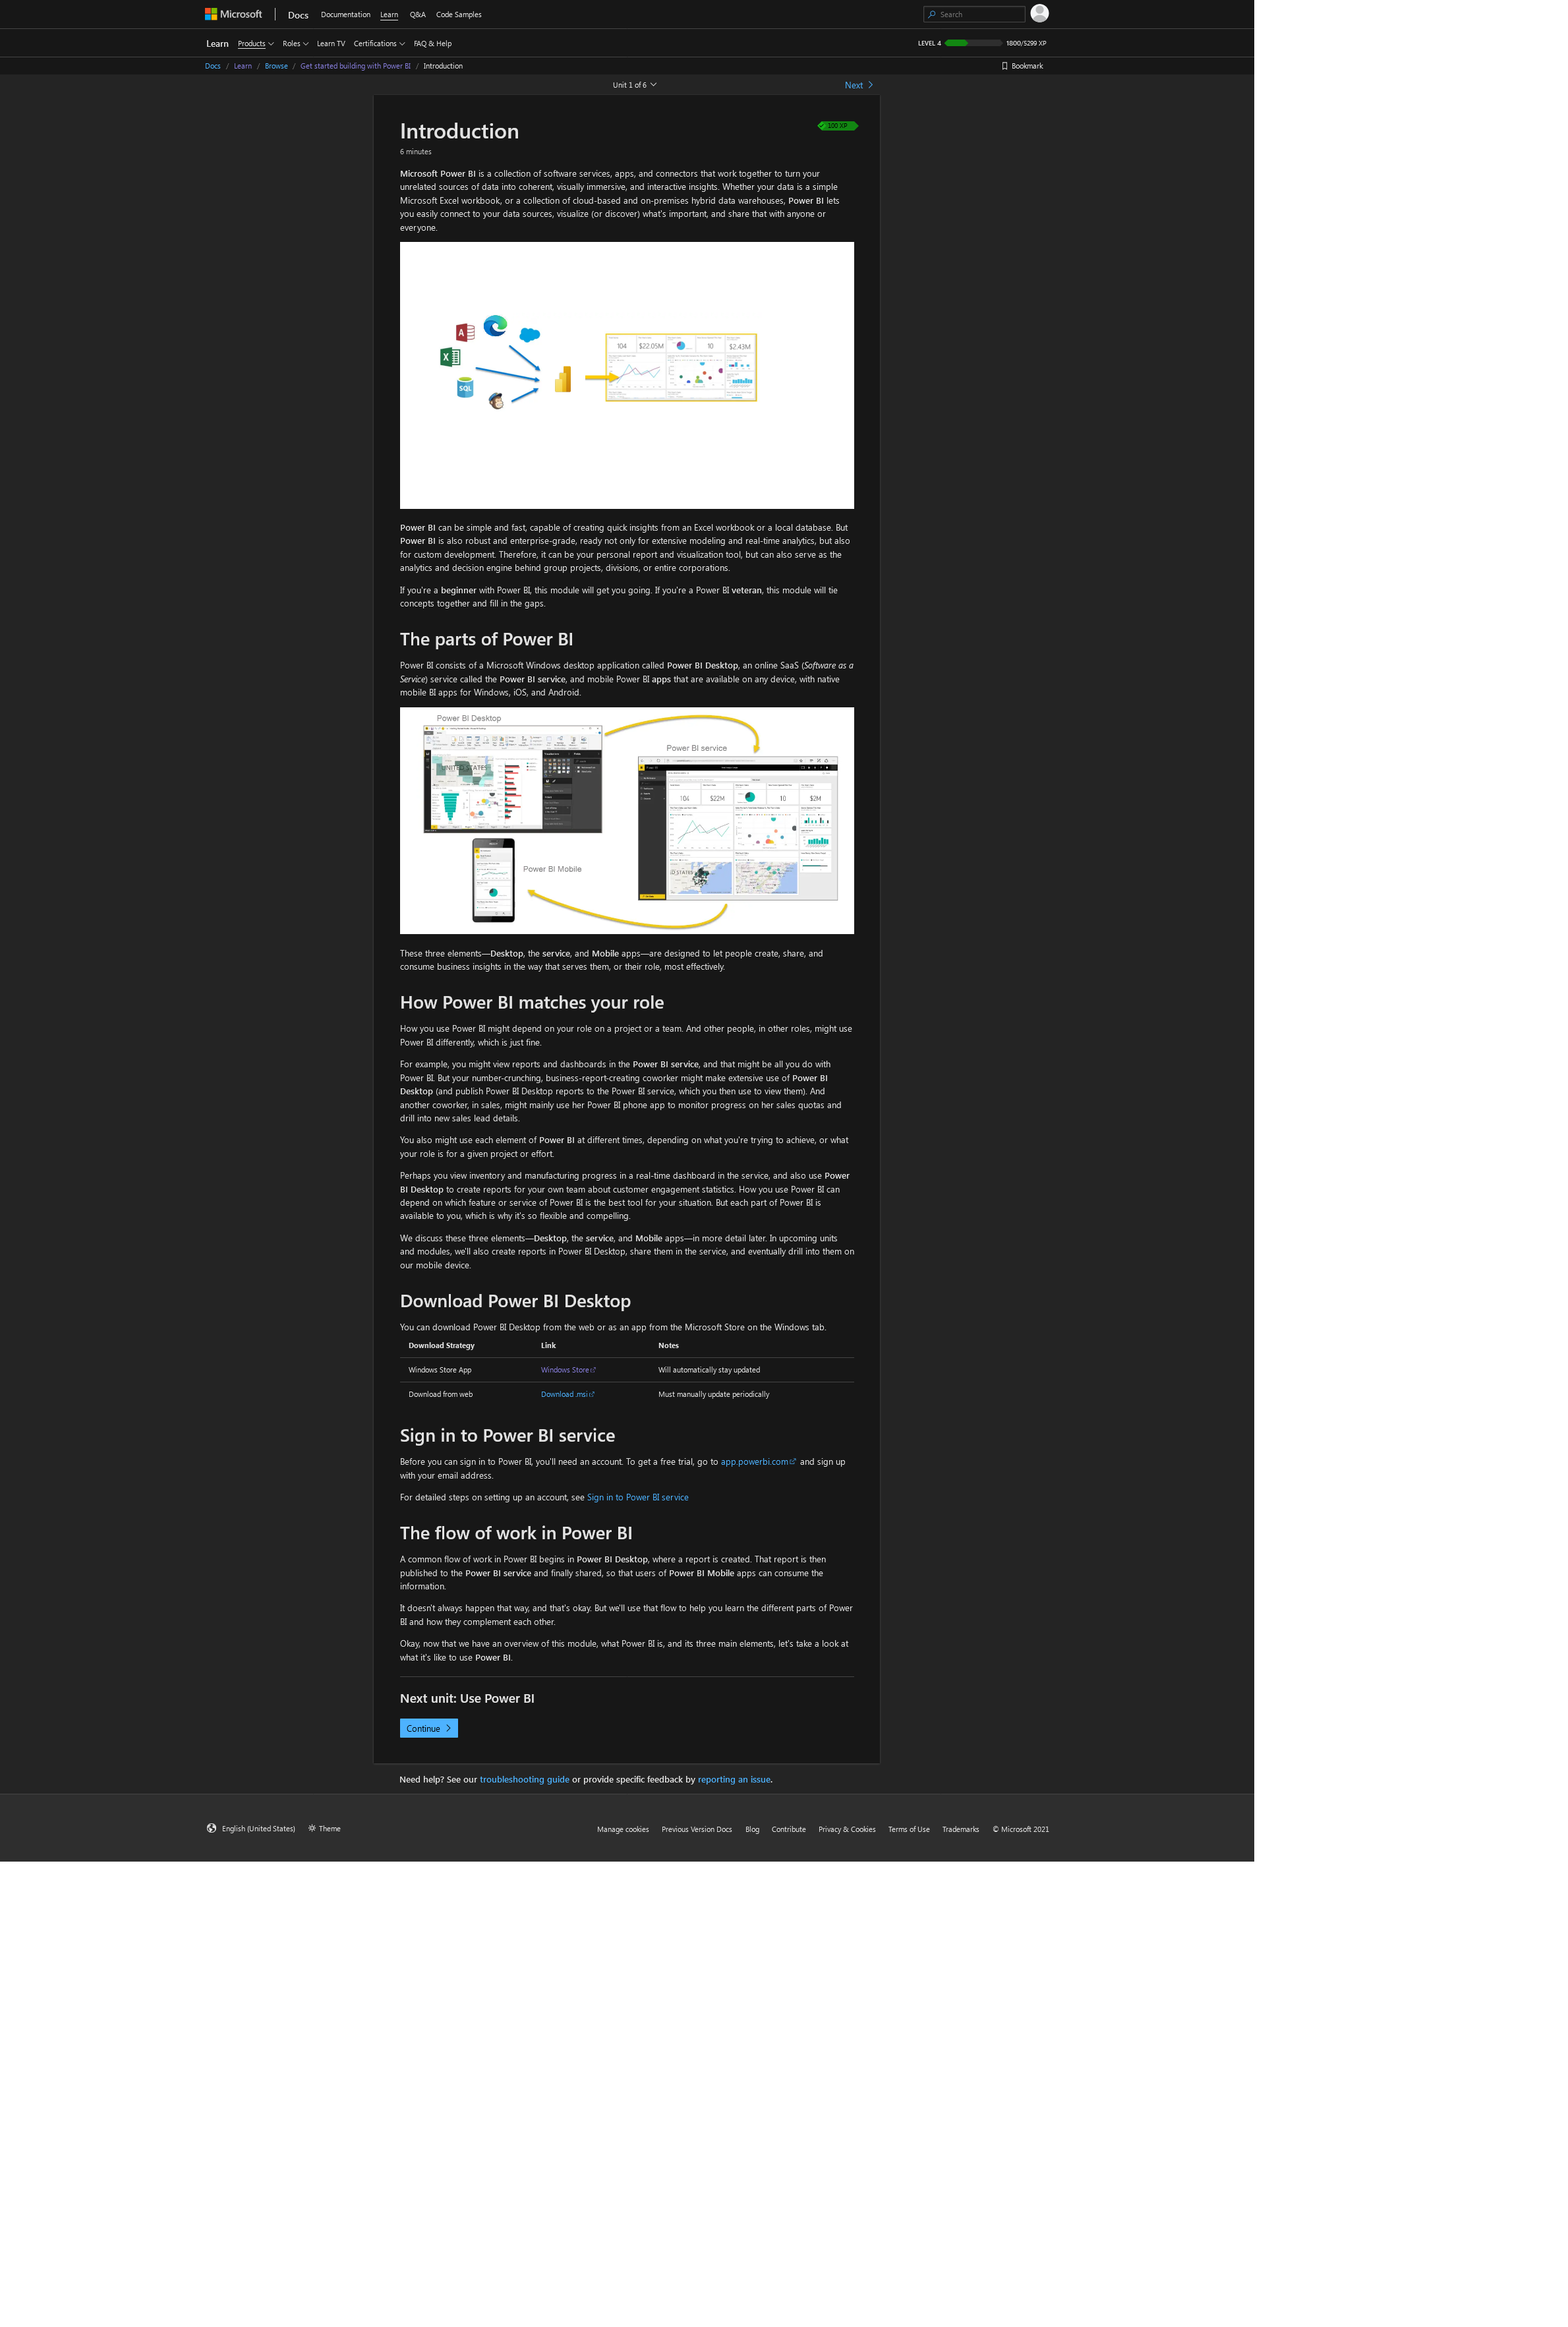 Microsoft
Docs
Documentation
Learn
Q&A
Code Samples
Search
Learn
Products
Roles
Learn TV
Certifications
FAQ & Help
LEVEL 4
1800/5299 XP
Docs / Learn / Browse / Get started building with Power BI / Introduction
Bookmark
Unit 1 of 6
Next
Introduction
100 XP
6 minutes
Microsoft Power BI is a collection of software services, apps, and connectors that work together to turn your
unrelated sources of data into coherent, visually immersive, and interactive insights. Whether your data is a simple
Microsoft Excel workbook, or a collection of cloud-based and on-premises hybrid data warehouses, Power BI lets
you easily connect to your data sources, visualize (or discover) what's important, and share that with anyone or
everyone.
A
X
SQL
104
$22.05M
10
$2.43M
Power BI can be simple and fast, capable of creating quick insights from an Excel workbook or a local database. But
Power BI is also robust and enterprise-grade, ready not only for extensive modeling and real-time analytics, but also
for custom development. Therefore, it can be your personal report and visualization tool, but can also serve as the
analytics and decision engine behind group projects, divisions, or entire corporations.
If you're a beginner with Power BI, this module will get you going. If you're a Power BI veteran, this module will tie
concepts together and fill in the gaps.
The parts of Power BI
Power BI consists of a Microsoft Windows desktop application called Power BI Desktop, an online SaaS (Software as a
Service) service called the Power BI service, and mobile Power BI apps that are available on any device, with native
mobile BI apps for Windows, iOS, and Android.
Power BI Desktop
UNITED STATES
Power BI service
104
$22M
10
$2M
Power BI Mobile
These three elements—Desktop, the service, and Mobile apps—are designed to let people create, share, and
consume business insights in the way that serves them, or their role, most effectively.
How Power BI matches your role
How you use Power BI might depend on your role on a project or a team. And other people, in other roles, might use
Power BI differently, which is just fine.
For example, you might view reports and dashboards in the Power BI service, and that might be all you do with
Power BI. But your number-crunching, business-report-creating coworker might make extensive use of Power BI
Desktop (and publish Power BI Desktop reports to the Power BI service, which you then use to view them). And
another coworker, in sales, might mainly use her Power BI phone app to monitor progress on her sales quotas and
drill into new sales lead details.
You also might use each element of Power BI at different times, depending on what you're trying to achieve, or what
your role is for a given project or effort.
Perhaps you view inventory and manufacturing progress in a real-time dashboard in the service, and also use Power
BI Desktop to create reports for your own team about customer engagement statistics. How you use Power BI can
depend on which feature or service of Power BI is the best tool for your situation. But each part of Power BI is
available to you, which is why it's so flexible and compelling.
We discuss these three elements—Desktop, the service, and Mobile apps—in more detail later. In upcoming units
and modules, we'll also create reports in Power BI Desktop, share them in the service, and eventually drill into them on
our mobile device.
Download Power BI Desktop
You can download Power BI Desktop from the web or as an app from the Microsoft Store on the Windows tab.
Download Strategy
Link
Notes
Windows Store App
Windows Store
Will automatically stay updated
Download from web
Download .msi
Must manually update periodically
Sign in to Power BI service
Before you can sign in to Power BI, you'll need an account. To get a free trial, go to app.powerbi.com and sign up
with your email address.
For detailed steps on setting up an account, see Sign in to Power BI service
The flow of work in Power BI
A common flow of work in Power BI begins in Power BI Desktop, where a report is created. That report is then
published to the Power BI service and finally shared, so that users of Power BI Mobile apps can consume the
information.
It doesn't always happen that way, and that's okay. But we'll use that flow to help you learn the different parts of Power
BI and how they complement each other.
Okay, now that we have an overview of this module, what Power BI is, and its three main elements, let's take a look at
what it's like to use Power BI.
Next unit: Use Power BI
Continue
Need help? See our troubleshooting guide or provide specific feedback by reporting an issue.
English (United States)
Theme
Manage cookies
Previous Version Docs
Blog
Contribute
Privacy & Cookies
Terms of Use
Trademarks
© Microsoft 2021